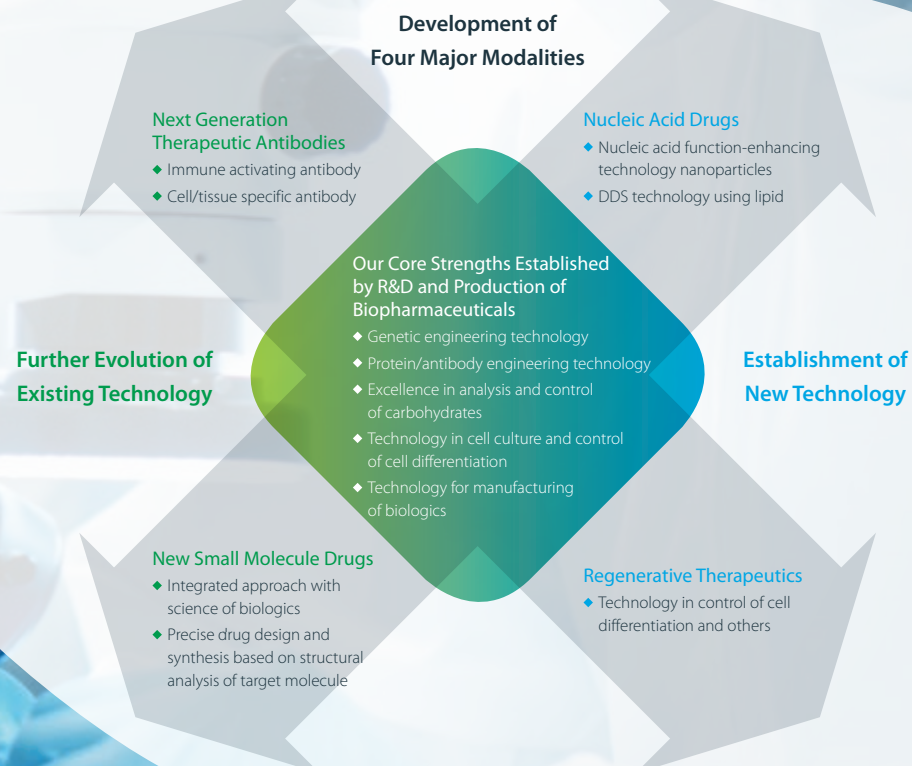 Development of
Four Major Modalities
Next Generation
Therapeutic Antibodies
◆ Immune activating antibody
◆ Cell/tissue specific antibody
Nucleic Acid Drugs
◆ Nucleic acid function-enhancing
technology nanoparticles
◆ DDS technology using lipid
Our Core Strengths Established
by R&D and Production of
Biopharmaceuticals
◆ Genetic engineering technology
◆ Protein/antibody engineering technology
◆ Excellence in analysis and control
of carbohydrates
◆ Technology in cell culture and control
of cell differentiation
◆ Technology for manufacturing
of biologics
Further Evolution of
Existing Technology
Establishment of
New Technology
New Small Molecule Drugs
◆ Integrated approach with
science of biologics
◆ Precise drug design and
synthesis based on structural
analysis of target molecule
Regenerative Therapeutics
◆ Technology in control of cell
differentiation and others